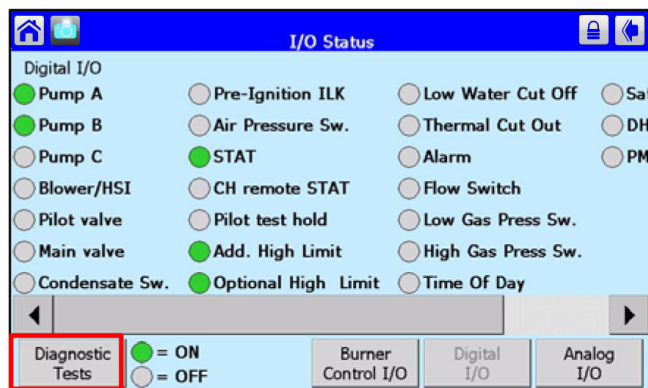 I/O Status
Digital I/O
Pump A Pre-Ignition ILK Low Water Cut Off Sa
Pump B Air Pressure Sw. Thermal Cut Out DH
Pump C STAT Alarm PM
Blower/HSI CH remote STAT Flow Switch
Pilot valve Pilot test hold Low Gas Press Sw.
Main valve Add. High Limit High Gas Press Sw.
Condensate Sw. Optional High Limit Time Of Day
Diagnostic Tests
= ON
= OFF
Burner Control I/O
Digital I/O
Analog I/O